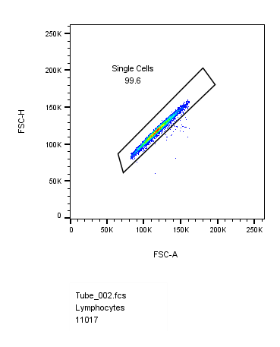 250K
200K
150K
100K
50K
0
FSC-H
Single Cells
99.6
0 50K 100K 150K 200K 250K
FSC-A
Tube_002.fcs
Lymphocytes
11017